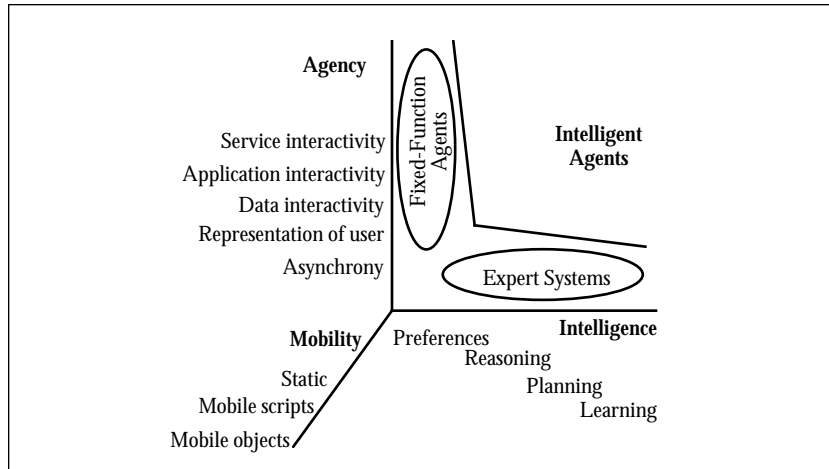 Agency
Service interactivity
Application interactivity
Data interactivity
Representation of user
Asynchrony
Fixed-Function
Agents
Intelligent
Agents
Expert Systems
Mobility
Static
Mobile scripts
Mobile objects
Intelligence
Preferences
Reasoning
Planning
Learning